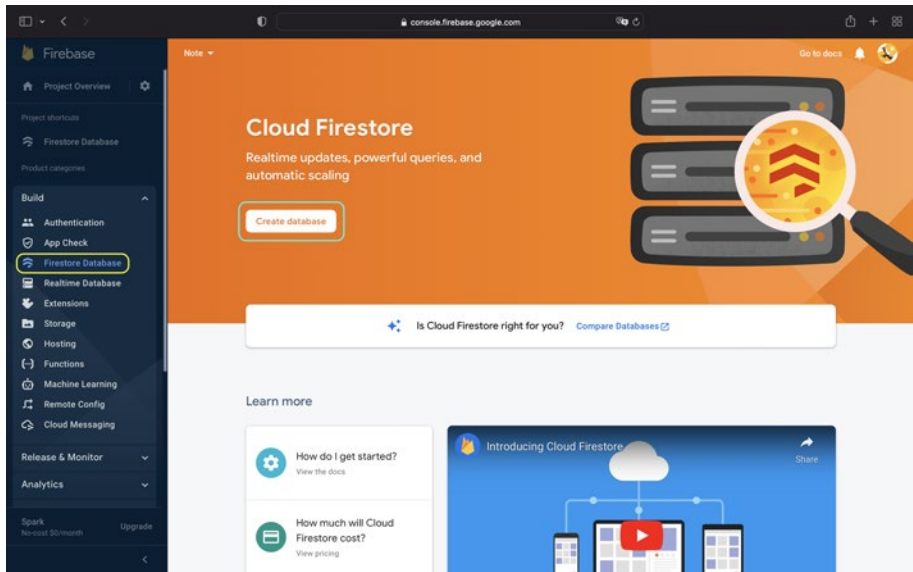 console.firebase.google.com
Firebase
Note
Go to docs
Project Overview
Project shortcuts
Firestore Database
Product categories
Build
Authentication
App Check
Firestore Database
Realtime Database
Extensions
Storage
Hosting
Functions
Machine Learning
Remote Config
Cloud Messaging
Release & Monitor
Analytics
Spark
No-cost $0/month
Upgrade
Cloud Firestore
Realtime updates, powerful queries, and
automatic scaling
Create database
Is Cloud Firestore right for you? Compare Databases
Learn more
How do I get started?
View the docs
How much will Cloud
Firestore cost?
View pricing
Introducing Cloud Firestore
Share